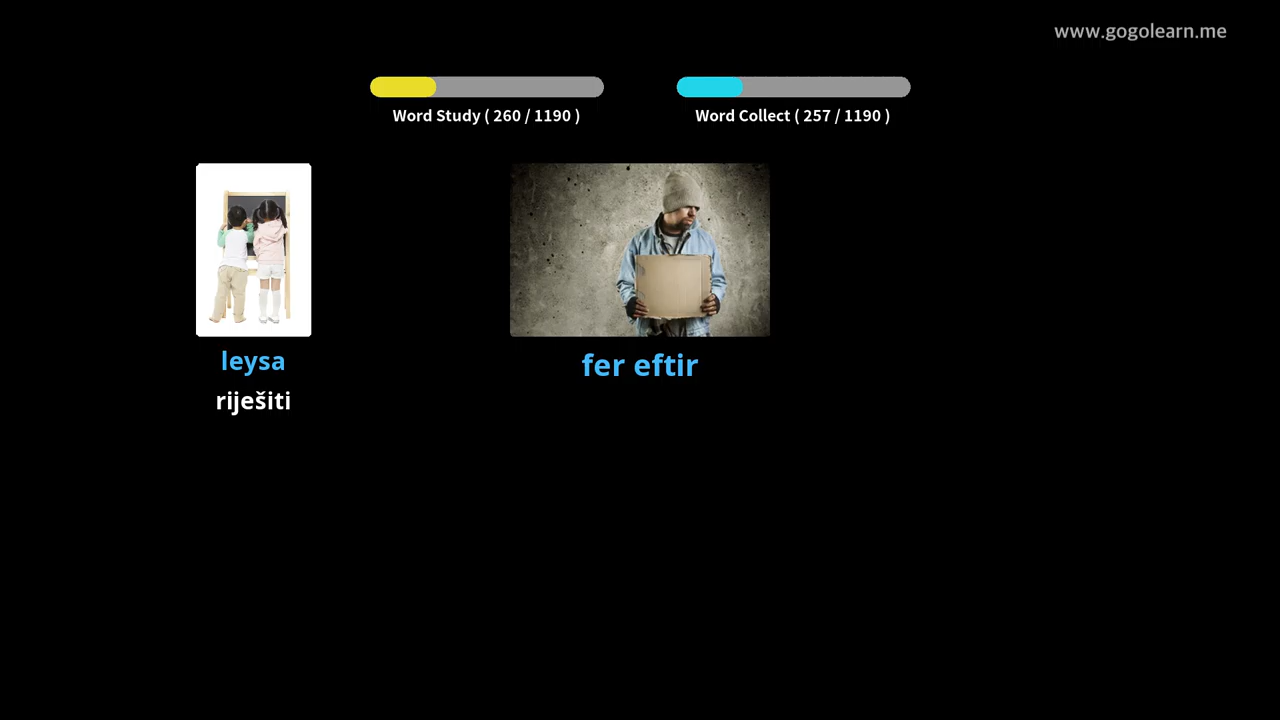 www.gogolearn.me
Word Study ( 260 / 1190 )
Word Collect ( 257 / 1190 )
leysa
riješiti
fer eftir